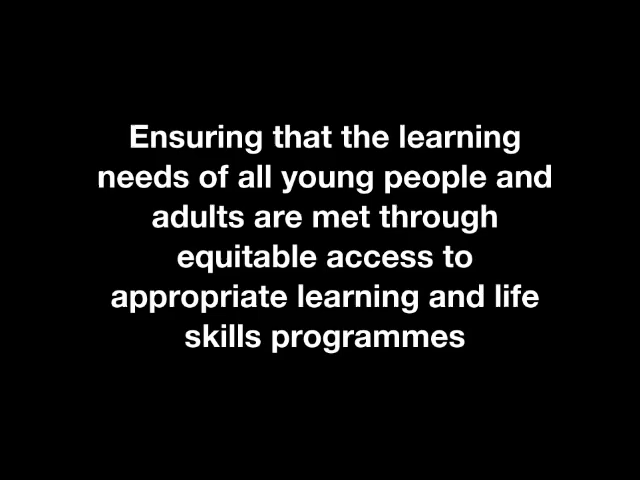 Ensuring that the learning
needs of all young people and
adults are met through
equitable access to
appropriate learning and life
skills programmes